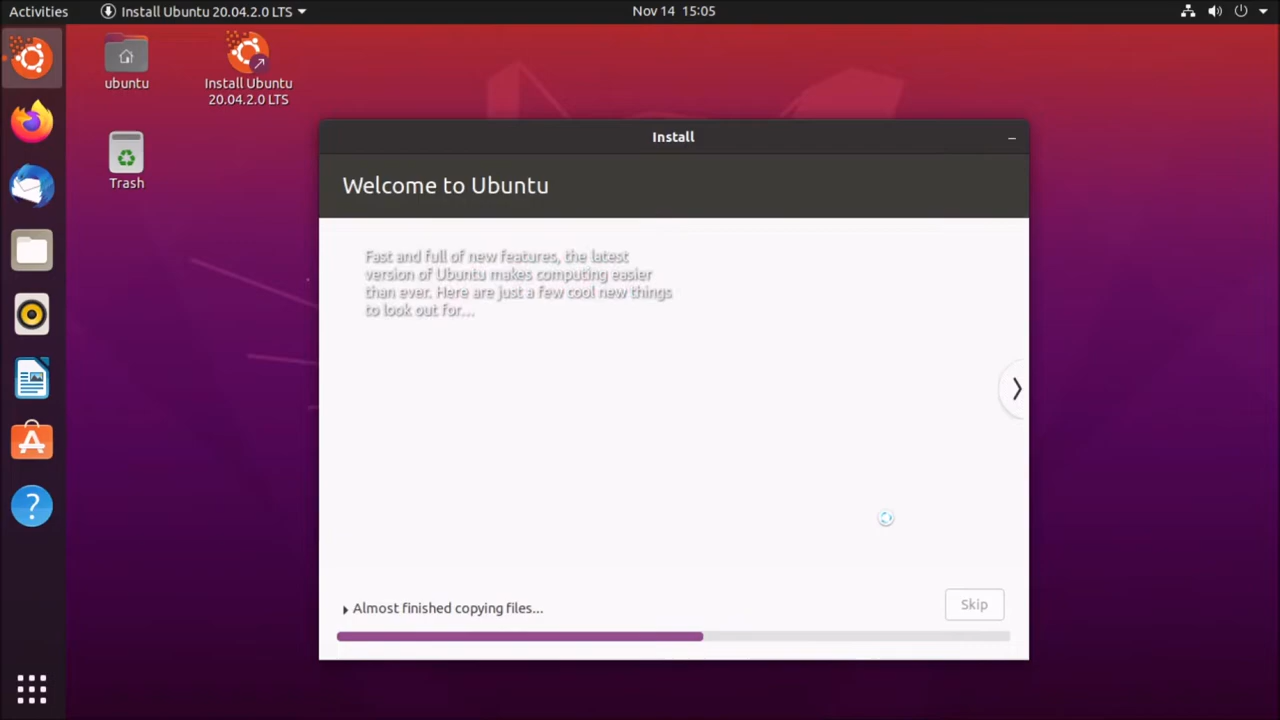 Activities
Install Ubuntu 20.04.2.0 LTS
Nov 14 15:05
ubuntu
Install Ubuntu
20.04.2.0 LTS
Trash
Install
Welcome to Ubuntu
Fast and full of new features, the latest
version of Ubuntu makes computing easier
than ever. Here are just a few cool new things
to look out for...
Almost finished copying files...
Skip